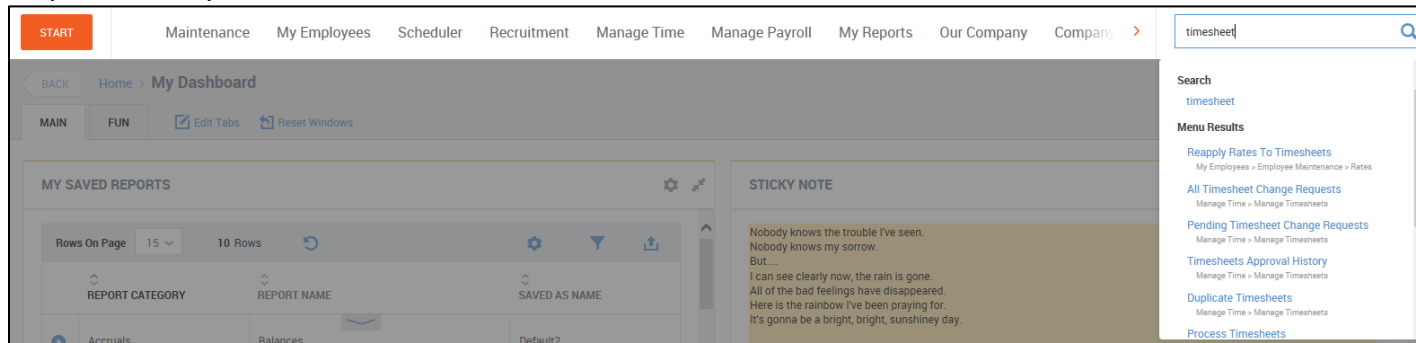 START
Maintenance My Employees Scheduler Recruitment Manage Time Manage Payroll My Reports Our Company Company
timesheet
BACK Home > My Dashboard
MAIN FUN Edit Tabs Reset Windows
MY SAVED REPORTS
Rows On Page 15 10 Rows
REPORT CATEGORY REPORT NAME SAVED AS NAME
Accruals Balances Default?
STICKY NOTE
Nobody knows the trouble I've seen.
Nobody knows my sorrow.
But....
I can see clearly now, the rain is gone.
All of the bad feelings have disappeared.
Here is the rainbow I've been praying for.
It's gonna be a bright, bright, sunshiney day.
Search
timesheet
Menu Results
Reapply Rates To Timesheets
My Employees > Employee Maintenance > Rates
All Timesheet Change Requests
Manage Time > Manage Timesheets
Pending Timesheet Change Requests
Manage Time > Manage Timesheets
Timesheets Approval History
Manage Time > Manage Timesheets
Duplicate Timesheets
Manage Time > Manage Timesheets
Process Timesheets